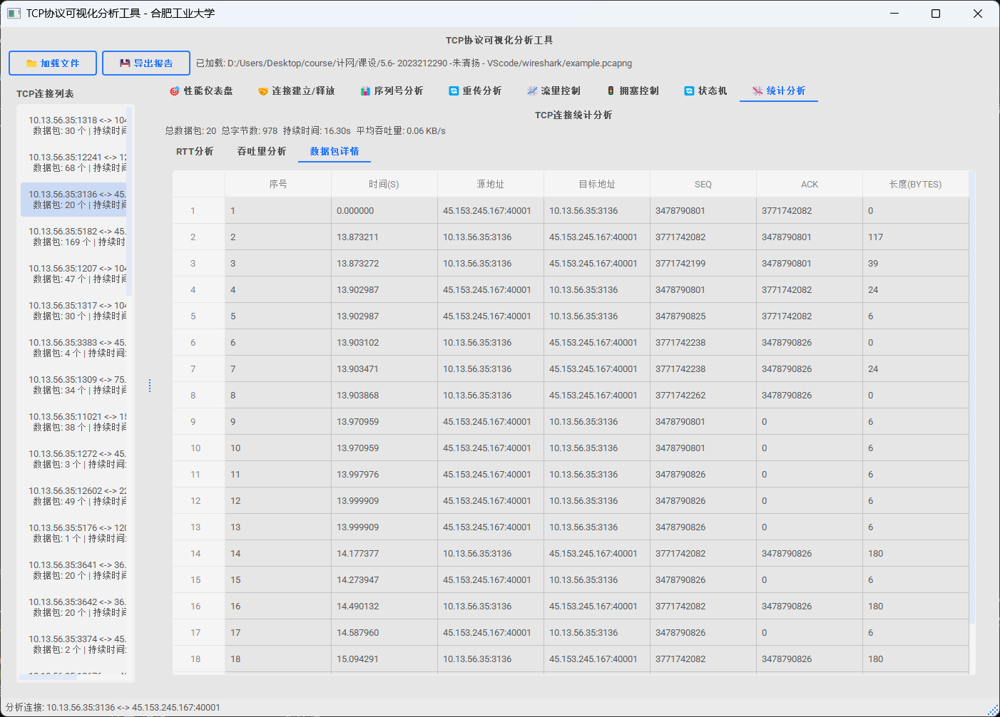 TCP协议可视化分析工具 - 合肥工业大学
TCP协议可视化分析工具
加载文件 导出报告 已加载: D:/Users/Desktop/course/计网/课设/5.6- 2023212290 -朱清扬 - VScode/wireshark/example.pcapng
TCP连接列表
10.13.56.35:1318 <-> 104
数据包: 30 个 | 持续时间
10.13.56.35:12241 <-> 12
数据包: 68 个 | 持续时间
10.13.56.35:3136 <-> 45.
数据包: 20 个 | 持续时间
10.13.56.35:5182 <-> 45.
数据包: 169 个 | 持续时
10.13.56.35:1207 <-> 104
数据包: 47 个 | 持续时间
10.13.56.35:1317 <-> 104
数据包: 30 个 | 持续时间
10.13.56.35:3383 <-> 45.
数据包: 4 个 | 持续时间:
10.13.56.35:1309 <-> 75.
数据包: 34 个 | 持续时间
10.13.56.35:11021 <-> 15
数据包: 38 个 | 持续时间
10.13.56.35:1272 <-> 45.
数据包: 3 个 | 持续时间:
10.13.56.35:12602 <-> 22
数据包: 49 个 | 持续时间
10.13.56.35:5176 <-> 120
数据包: 1 个 | 持续时间:
10.13.56.35:3641 <-> 36.
数据包: 20 个 | 持续时间
10.13.56.35:3642 <-> 36.
数据包: 20 个 | 持续时间
10.13.56.35:3374 <-> 45.
数据包: 2 个 | 持续时间:
性能仪表盘 连接建立/释放 序列号分析 重传分析 流量控制 拥塞控制 状态机 统计分析
TCP连接统计分析
总数据包: 20 总字节数: 978 持续时间: 16.30s 平均吞吐量: 0.06 KB/s
RTT分析 吞吐量分析 数据包详情
序号 时间(S) 源地址 目标地址 SEQ ACK 长度(BYTES)
1 1 0.000000 45.153.245.167:40001 10.13.56.35:3136 3478790801 3771742082 0
2 2 13.873211 10.13.56.35:3136 45.153.245.167:40001 3771742082 3478790801 117
3 3 13.873272 10.13.56.35:3136 45.153.245.167:40001 3771742199 3478790801 39
4 4 13.902987 45.153.245.167:40001 10.13.56.35:3136 3478790801 3771742082 24
5 5 13.902987 45.153.245.167:40001 10.13.56.35:3136 3478790825 3771742082 6
6 6 13.903102 10.13.56.35:3136 45.153.245.167:40001 3771742238 3478790826 0
7 7 13.903471 10.13.56.35:3136 45.153.245.167:40001 3771742238 3478790826 24
8 8 13.903868 10.13.56.35:3136 45.153.245.167:40001 3771742262 3478790826 0
9 9 13.970959 45.153.245.167:40001 10.13.56.35:3136 3478790801 0 6
10 10 13.970959 45.153.245.167:40001 10.13.56.35:3136 3478790801 0 6
11 11 13.997976 45.153.245.167:40001 10.13.56.35:3136 3478790826 0 6
12 12 13.999909 45.153.245.167:40001 10.13.56.35:3136 3478790826 0 6
13 13 13.999909 45.153.245.167:40001 10.13.56.35:3136 3478790826 0 6
14 14 14.177377 10.13.56.35:3136 45.153.245.167:40001 3771742082 3478790826 180
15 15 14.273947 45.153.245.167:40001 10.13.56.35:3136 3478790826 0 6
16 16 14.490132 10.13.56.35:3136 45.153.245.167:40001 3771742082 3478790826 180
17 17 14.587960 45.153.245.167:40001 10.13.56.35:3136 3478790826 0 6
18 18 15.094291 10.13.56.35:3136 45.153.245.167:40001 3771742082 3478790826 180
分析连接: 10.13.56.35:3136 <-> 45.153.245.167:40001